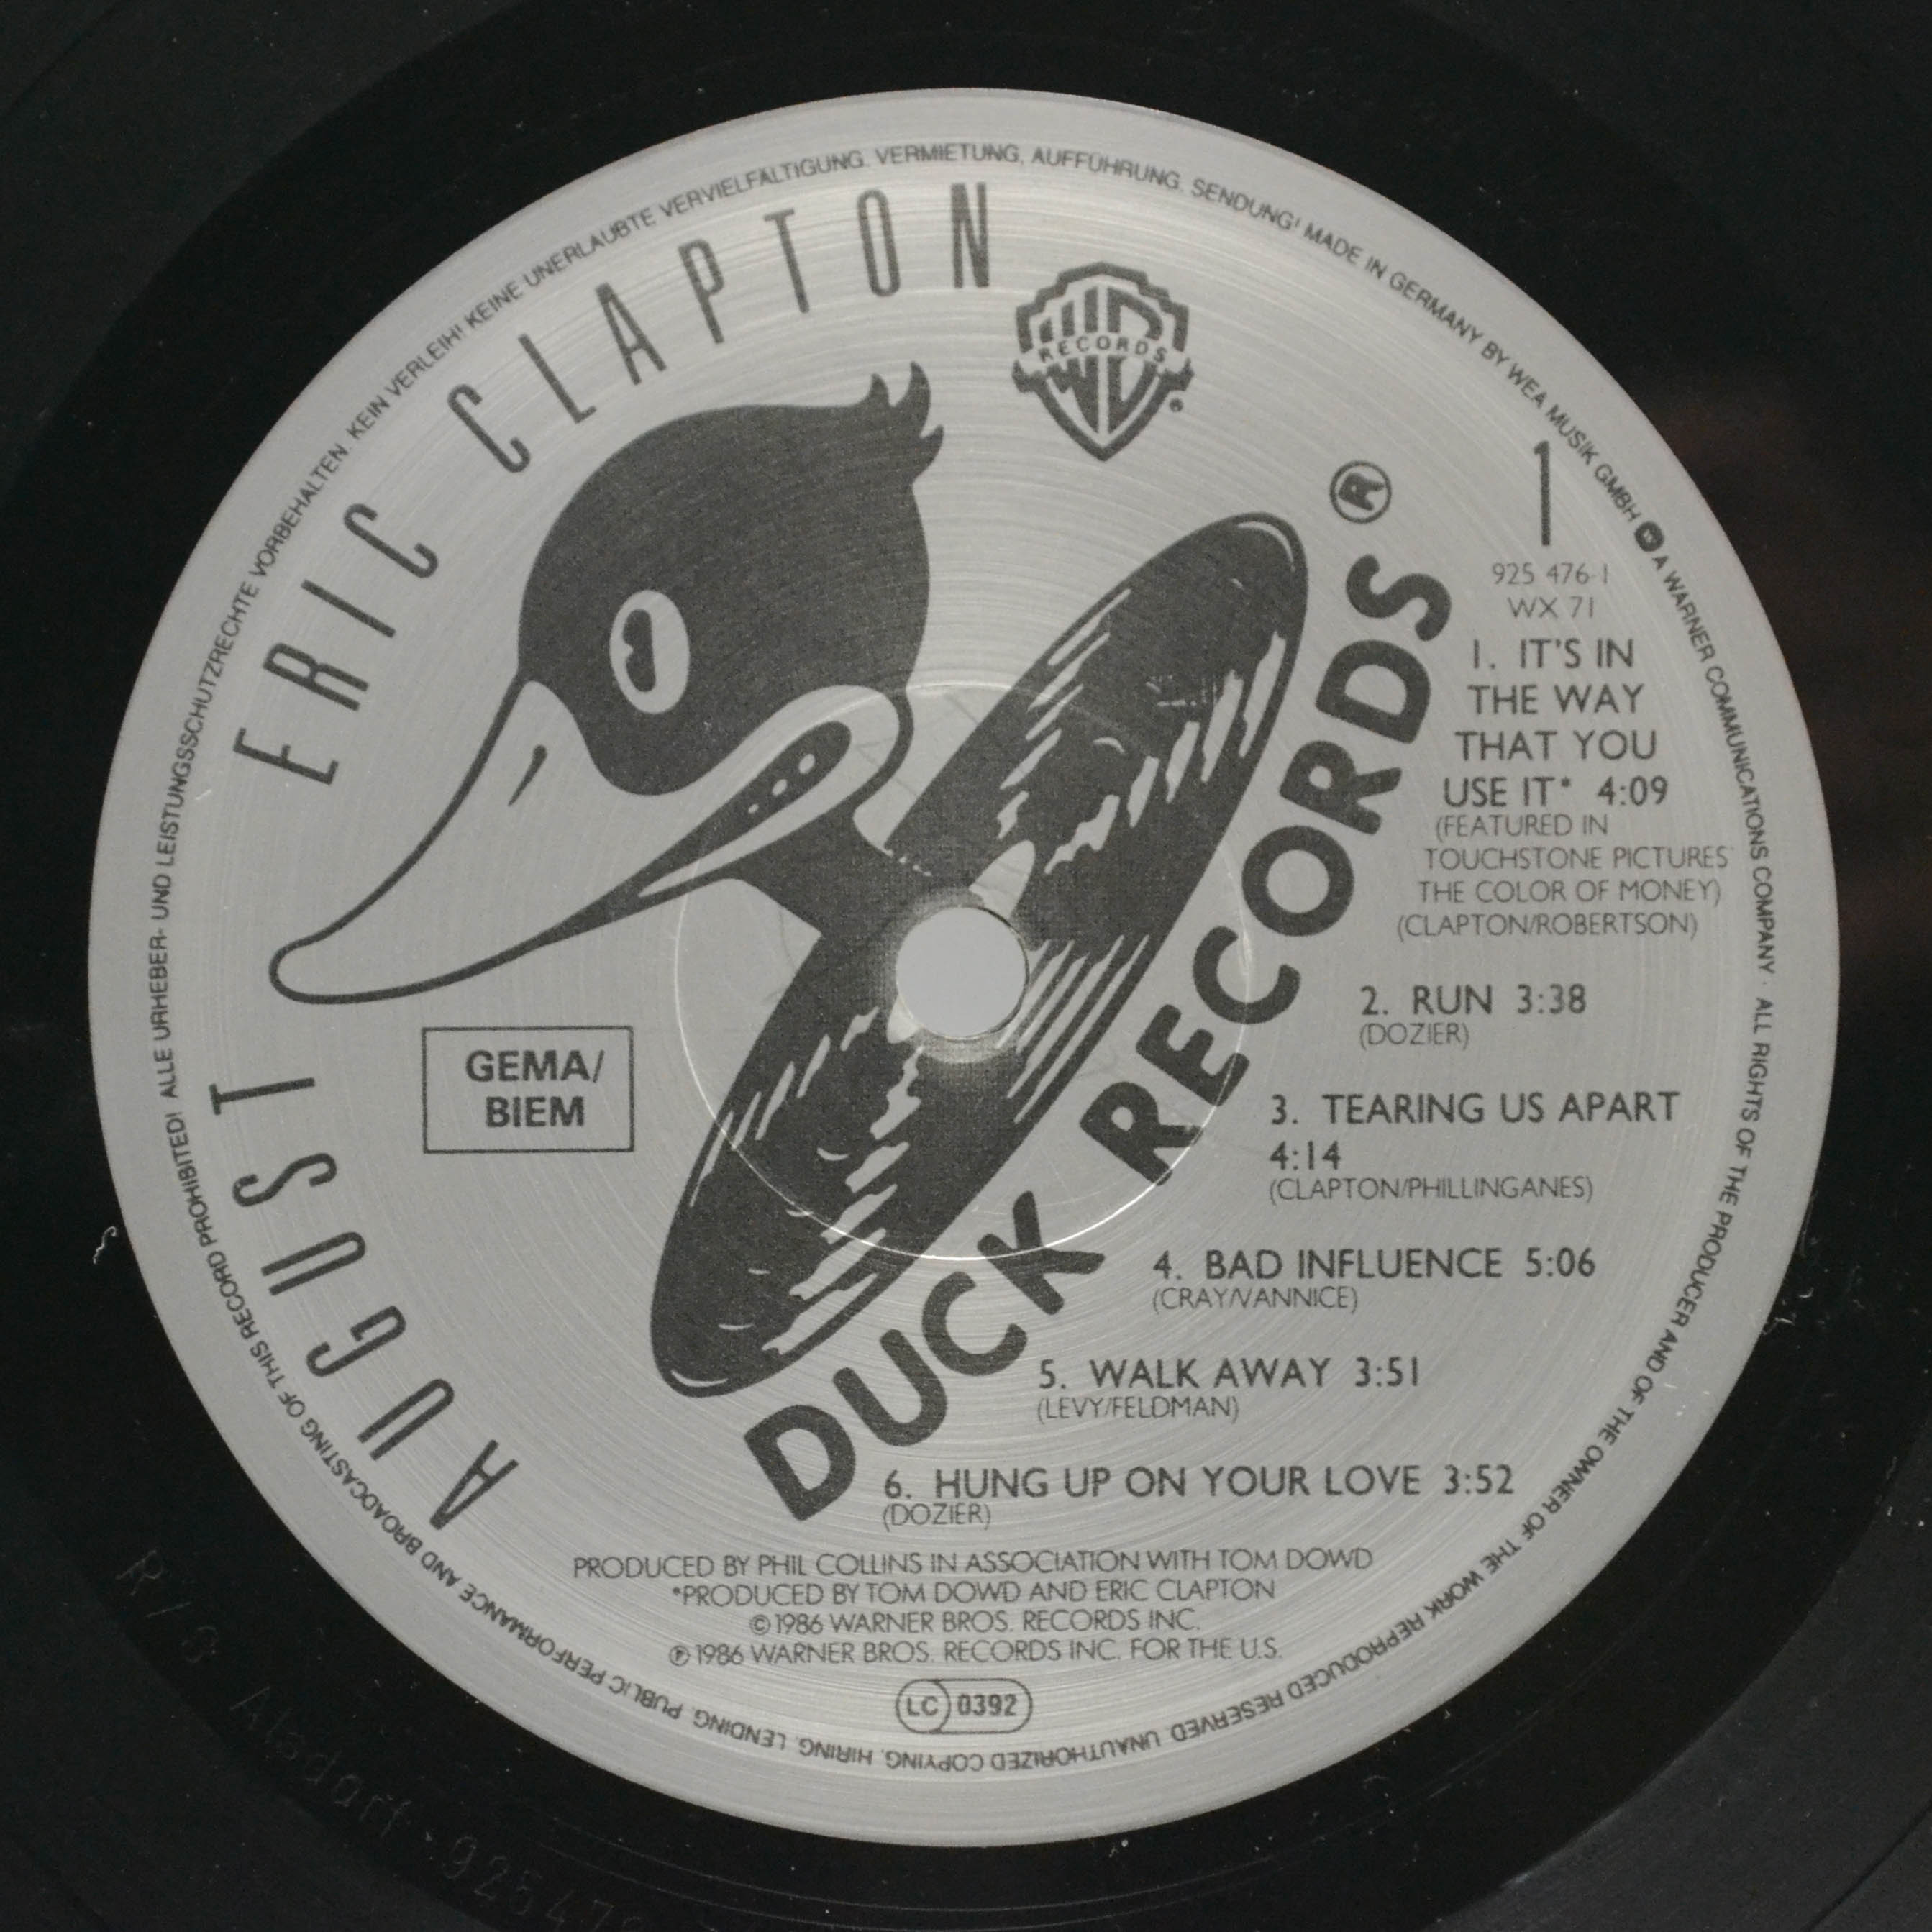 ALLE URHEBER- UND LEISTUNGSSCHUTZRECHTE VORBEHALTEN. KEIN VERLEIH! KEINE UNERLAUBTE VERVIELFÄLTIGUNG. VERMIETUNG, AUFFÜHRUNG. SENDUNG! MADE IN GERMANY BY WEA MUSIK GMBH
A WARNER COMMUNICATIONS COMPANY · ALL RIGHTS OF THE PRODUCER AND OF THE OWNER OF THE WORK REPRODUCED RESERVED. UNAUTHORIZED COPYING, HIRING, LENDING, PUBLIC PERFORMANCE AND BROADCASTING OF THIS RECORD PROHIBITED!
ERIC CLAPTON
AUGUST
RECORDS
®
DUCK RECORDS®
GEMA/
BIEM
1
925 476-1
WX 71
1. IT'S IN
THE WAY
THAT YOU
USE IT* 4:09
(FEATURED IN
TOUCHSTONE PICTURES
THE COLOR OF MONEY)
(CLAPTON/ROBERTSON)
2. RUN 3:38
(DOZIER)
3. TEARING US APART
4:14
(CLAPTON/PHILLINGANES)
4. BAD INFLUENCE 5:06
(CRAY/VANNICE)
5. WALK AWAY 3:51
(LEVY/FELDMAN)
6. HUNG UP ON YOUR LOVE 3:52
(DOZIER)
PRODUCED BY PHIL COLLINS IN ASSOCIATION WITH TOM DOWD
*PRODUCED BY TOM DOWD AND ERIC CLAPTON
©1986 WARNER BROS. RECORDS INC.
℗1986 WARNER BROS. RECORDS INC. FOR THE U.S.
LC 0392
R/S Alsdorf